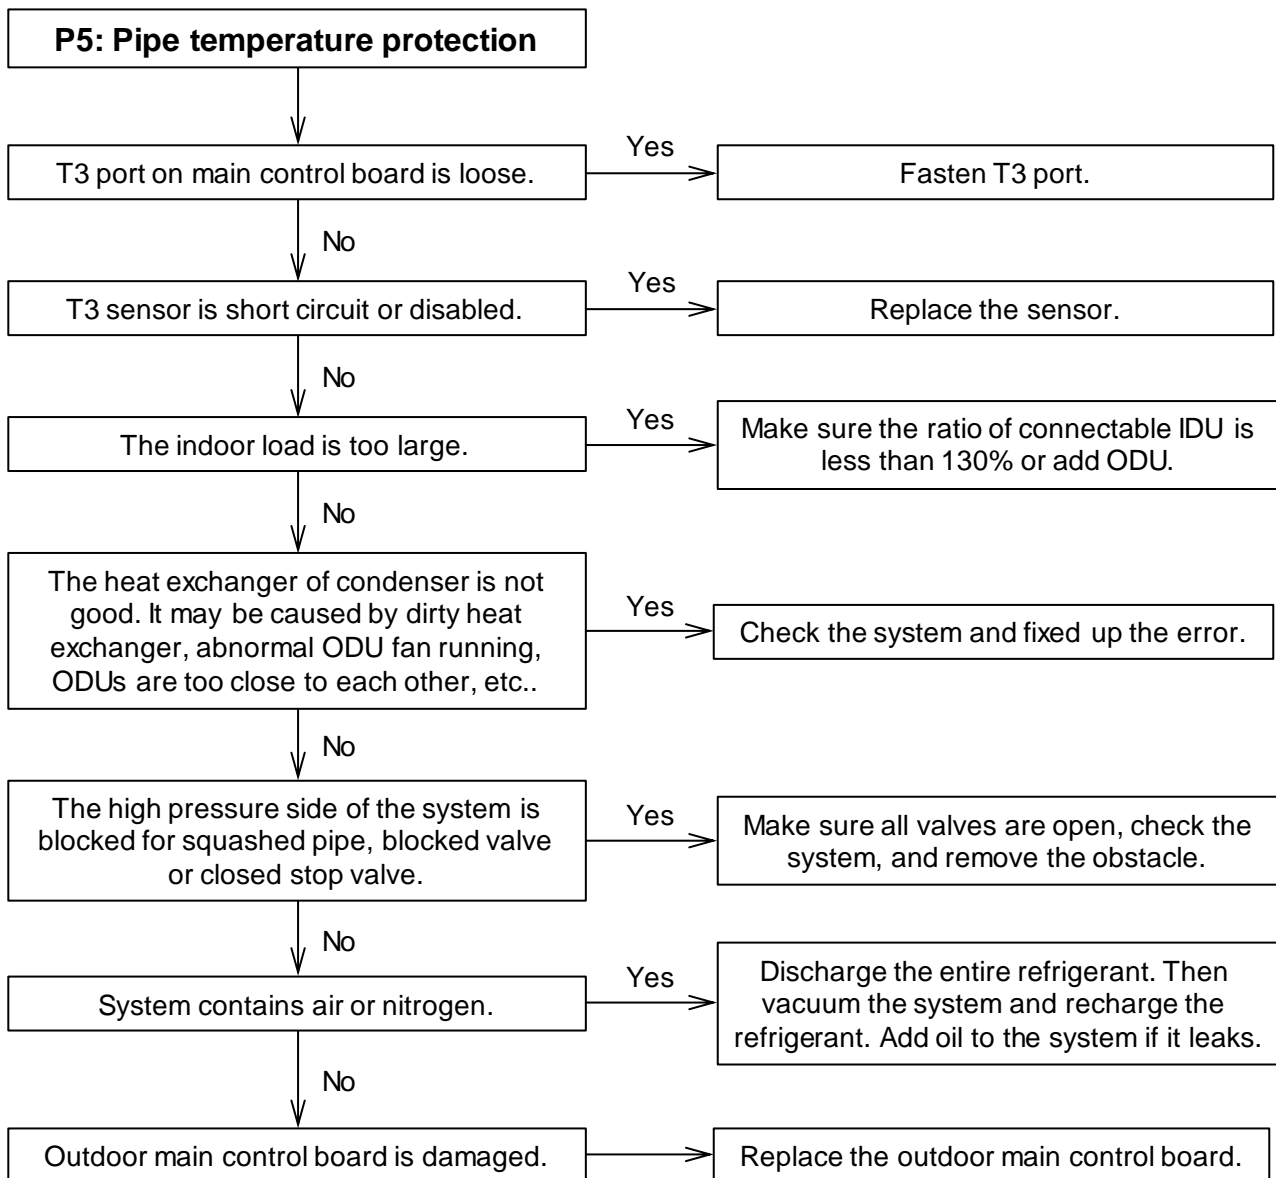 P5: Pipe temperature protection
T3 port on main control board is loose.
Yes
Fasten T3 port.
No
T3 sensor is short circuit or disabled.
Yes
Replace the sensor.
No
The indoor load is too large.
Yes
Make sure the ratio of connectable IDU is
less than 130% or add ODU.
No
The heat exchanger of condenser is not
good. It may be caused by dirty heat
exchanger, abnormal ODU fan running,
ODUs are too close to each other, etc..
Yes
Check the system and fixed up the error.
No
The high pressure side of the system is
blocked for squashed pipe, blocked valve
or closed stop valve.
Yes
Make sure all valves are open, check the
system, and remove the obstacle.
No
System contains air or nitrogen.
Yes
Discharge the entire refrigerant. Then
vacuum the system and recharge the
refrigerant. Add oil to the system if it leaks.
No
Outdoor main control board is damaged.
Replace the outdoor main control board.